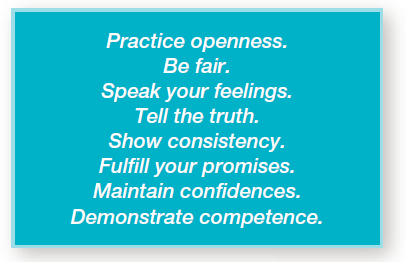 Practice openness.
Be fair.
Speak your feelings.
Tell the truth.
Show consistency.
Fulfill your promises.
Maintain confidences.
Demonstrate competence.